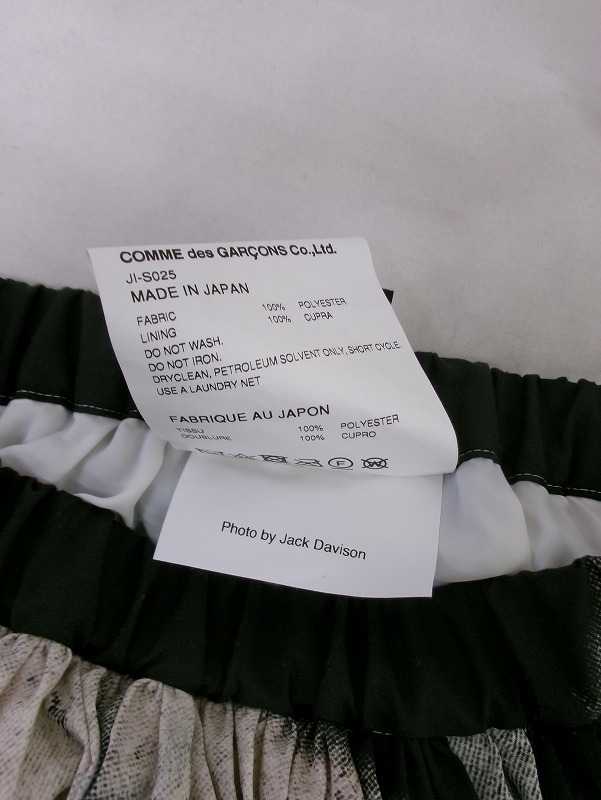 COMME des GARÇONS Co.,Ltd.
JI-S025
MADE IN JAPAN
FABRIC 100% POLYESTER
LINING 100% CUPRA
DO NOT WASH.
DO NOT IRON.
DRYCLEAN, PETROLEUM SOLVENT ONLY, SHORT CYCLE.
USE A LAUNDRY NET
FABRIQUE AU JAPON
TISSU 100% POLYESTER
DOUBLURE 100% CUPRO
F W
Photo by Jack Davison